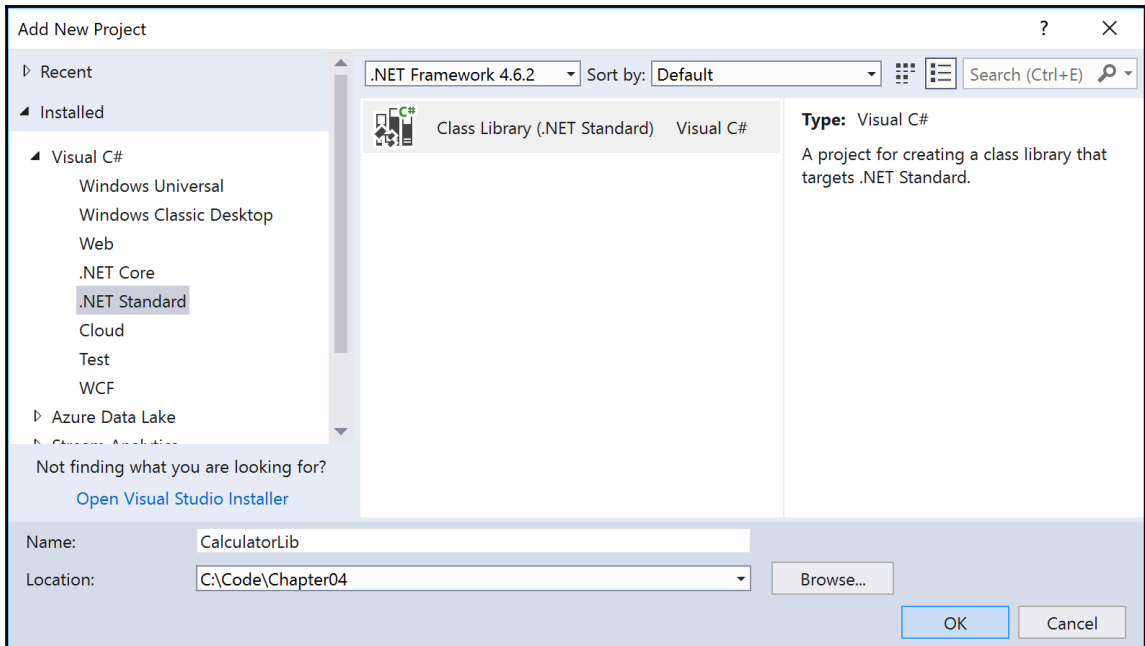 Add New Project
?
Recent
Installed
Visual C#
Windows Universal
Windows Classic Desktop
Web
.NET Core
.NET Standard
Cloud
Test
WCF
Azure Data Lake
Stream Analytics
Not finding what you are looking for?
Open Visual Studio Installer
.NET Framework 4.6.2 Sort by: Default Search (Ctrl+E)
C#
Class Library (.NET Standard) Visual C#
Type: Visual C#
A project for creating a class library that
targets .NET Standard.
Name: CalculatorLib
Location: C:\Code\Chapter04 Browse...
OK Cancel